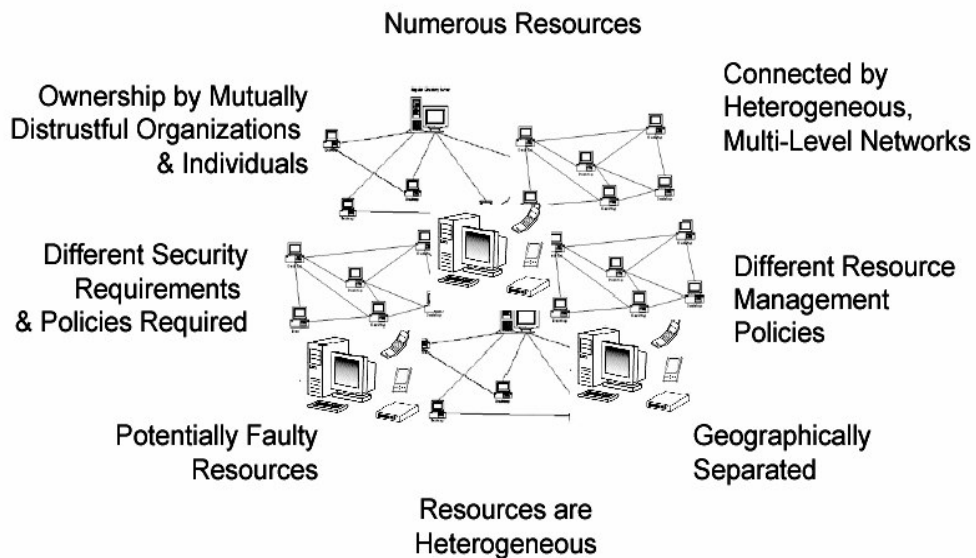 Numerous Resources
Ownership by Mutually
Distrustful Organizations
& Individuals
Connected by
Heterogeneous,
Multi-Level Networks
Different Security
Requirements
& Policies Required
Different Resource
Management
Policies
Potentially Faulty
Resources
Geographically
Separated
Resources are
Heterogeneous